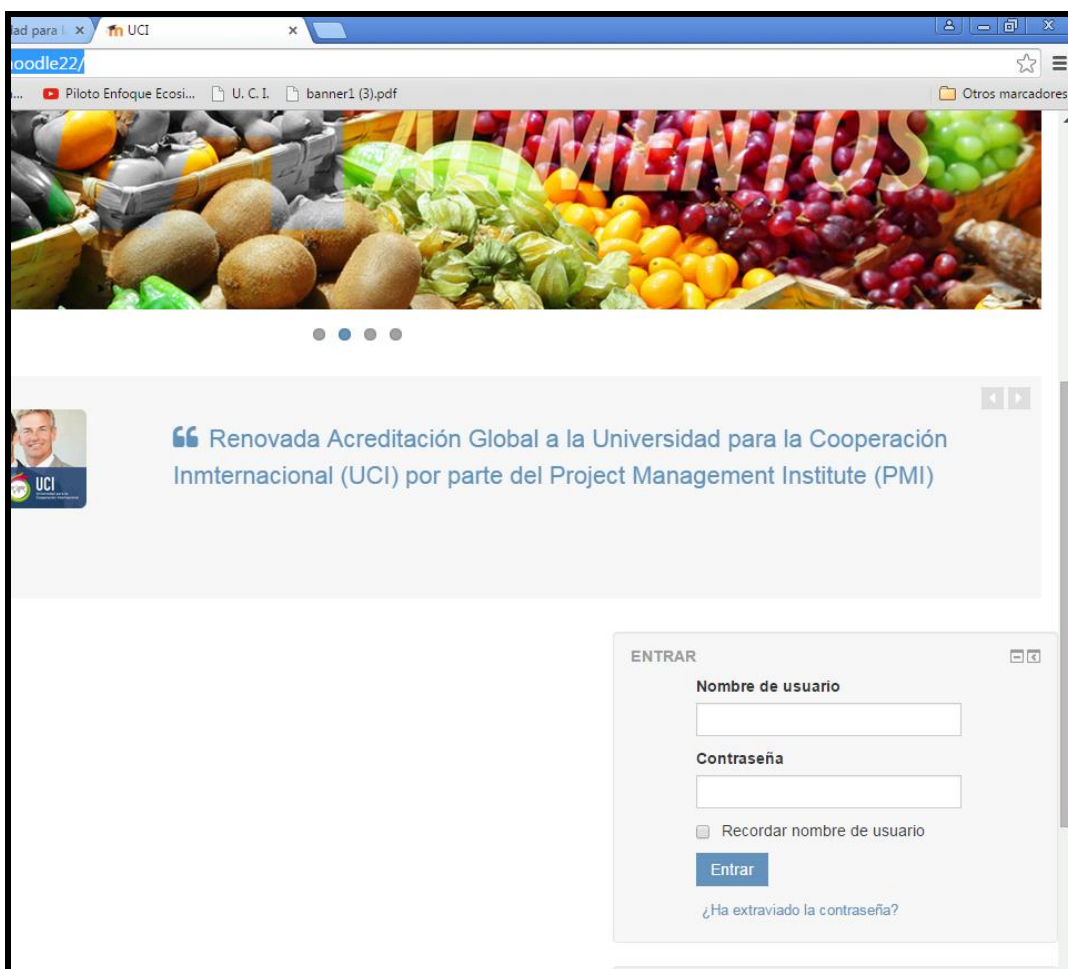 dad para l
UCI
oodle22/
...
Piloto Enfoque Ecosi...
U. C. I.
banner1 (3).pdf
Otros marcadores
ALIMENTOS
UCI
Renovada Acreditación Global a la Universidad para la Cooperación
Inmternacional (UCI) por parte del Project Management Institute (PMI)
ENTRAR
Nombre de usuario
Contraseña
Recordar nombre de usuario
Entrar
¿Ha extraviado la contraseña?